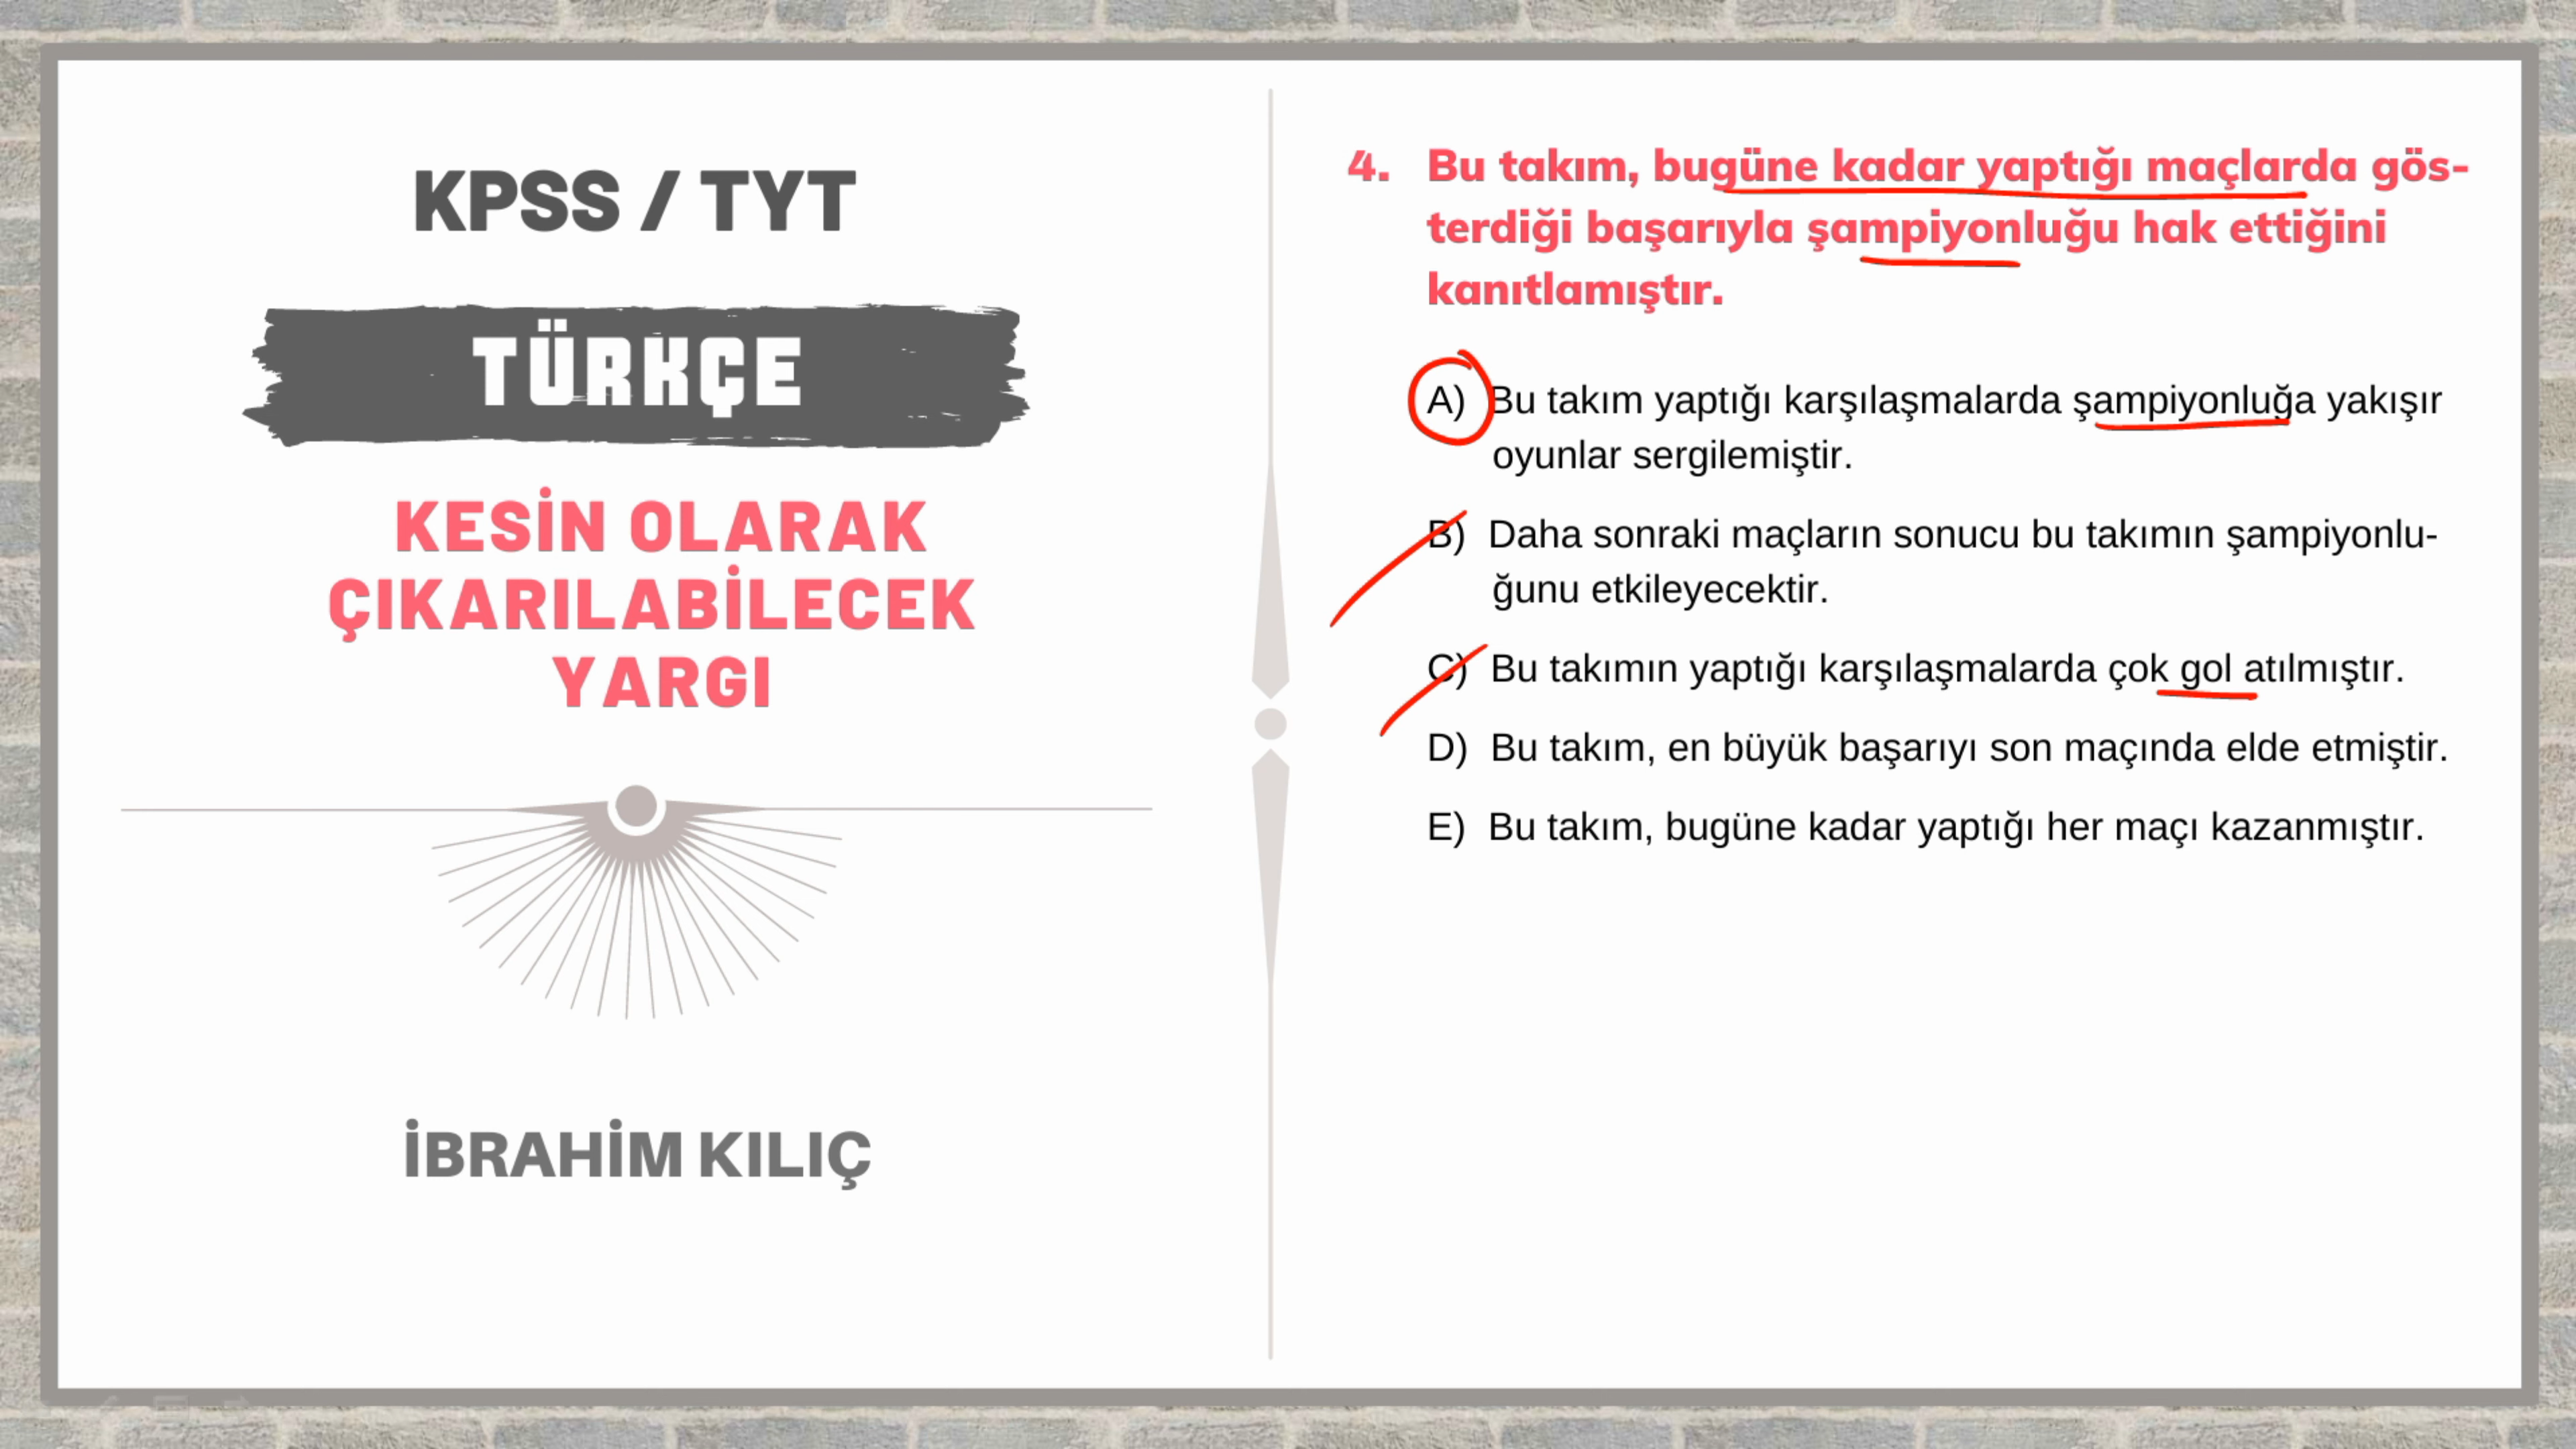 KPSS / TYT
TÜRKÇE
KESİN OLARAK
ÇIKARILABİLECEK
YARGI
İBRAHİM KILIÇ
4. Bu takım, bugüne kadar yaptığı maçlarda gös-
terdiği başarıyla şampiyonluğu hak ettiğini
kanıtlamıştır.
A) Bu takım yaptığı karşılaşmalarda şampiyonluğa yakışır
oyunlar sergilemiştir.
B) Daha sonraki maçların sonucu bu takımın şampiyonlu-
ğunu etkileyecektir.
C) Bu takımın yaptığı karşılaşmalarda çok gol atılmıştır.
D) Bu takım, en büyük başarıyı son maçında elde etmiştir.
E) Bu takım, bugüne kadar yaptığı her maçı kazanmıştır.